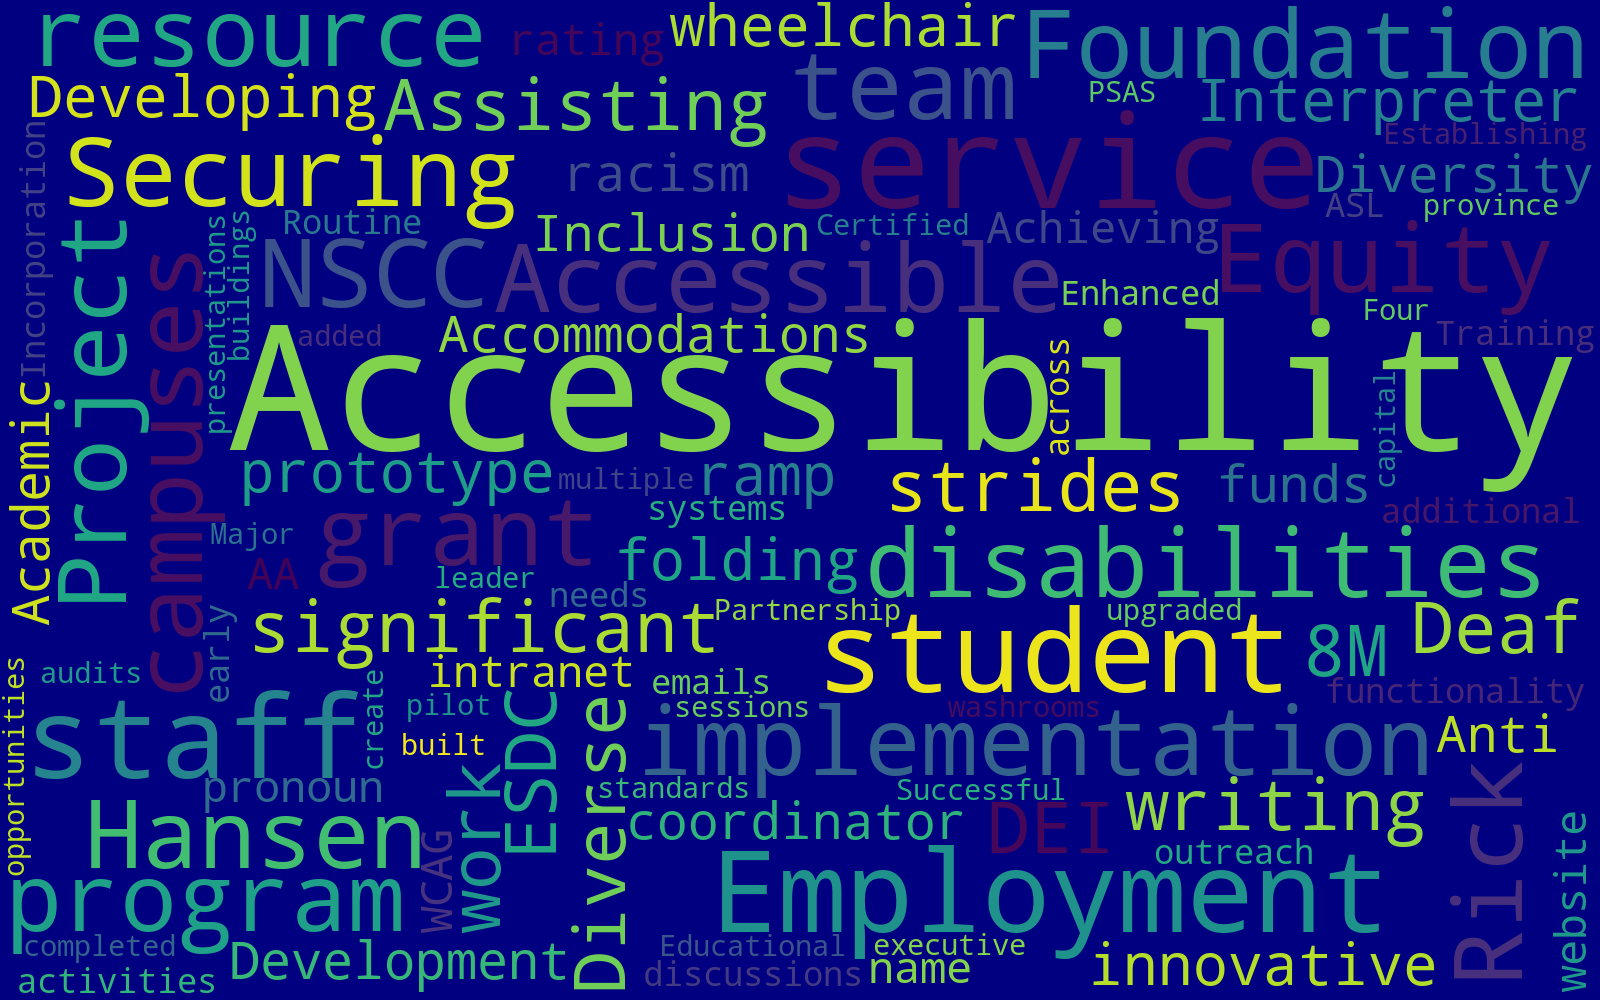 resource
rating
wheelchair
Foundation
Developing
Assisting
team
PSAS
Interpreter
Incorporation
Securing
racism
service
Establishing
Diversity
ASL
province
Project
campuses
presentations
buildings
Routine
Inclusion
Certified
Achieving
Equity
NSCC
Accessible
Enhanced
Four
added
Accommodations
Training
Accessibility
across
capital
Academic
prototype
multiple
ramp
strides
funds
systems
additional
Major
grant
folding
disabilities
AA
leader
needs
Partnership
upgraded
early
significant
student
8M
Deaf
audits
intranet
emails
functionality
opportunities
create
pilot
sessions
washrooms
staff
built
ESDC
Diverse
implementation
Anti
pronoun
work
standards
Successful
Rick
Hansen
WCAG
coordinator
DEI
writing
outreach
website
program
Employment
completed
Development
Educational
executive
activities
discussions
name
innovative